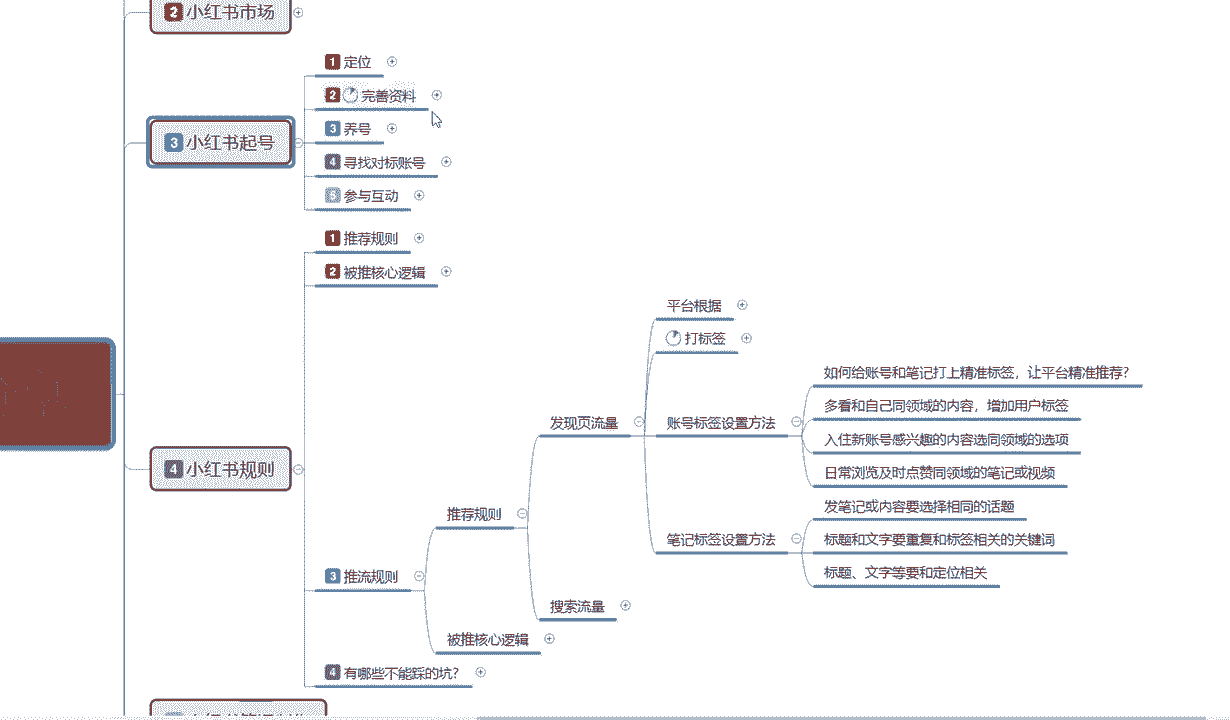 2 小红书市场
3 小红书起号
1 定位
2 完善资料
3 养号
4 寻找对标账号
5 参与互动
4 小红书规则
1 推荐规则
2 被推核心逻辑
3 推流规则
推荐规则
发现页流量
平台根据
打标签
账号标签设置方法
如何给账号和笔记打上精准标签，让平台精准推荐？
多看和自己同领域的内容，增加用户标签
入住新账号感兴趣的内容选同领域的选项
日常浏览及时点赞同领域的笔记或视频
笔记标签设置方法
发笔记或内容要选择相同的话题
标题和文字要重复和标签相关的关键词
标题、文字等要和定位相关
搜索流量
被推核心逻辑
4 有哪些不能踩的坑？